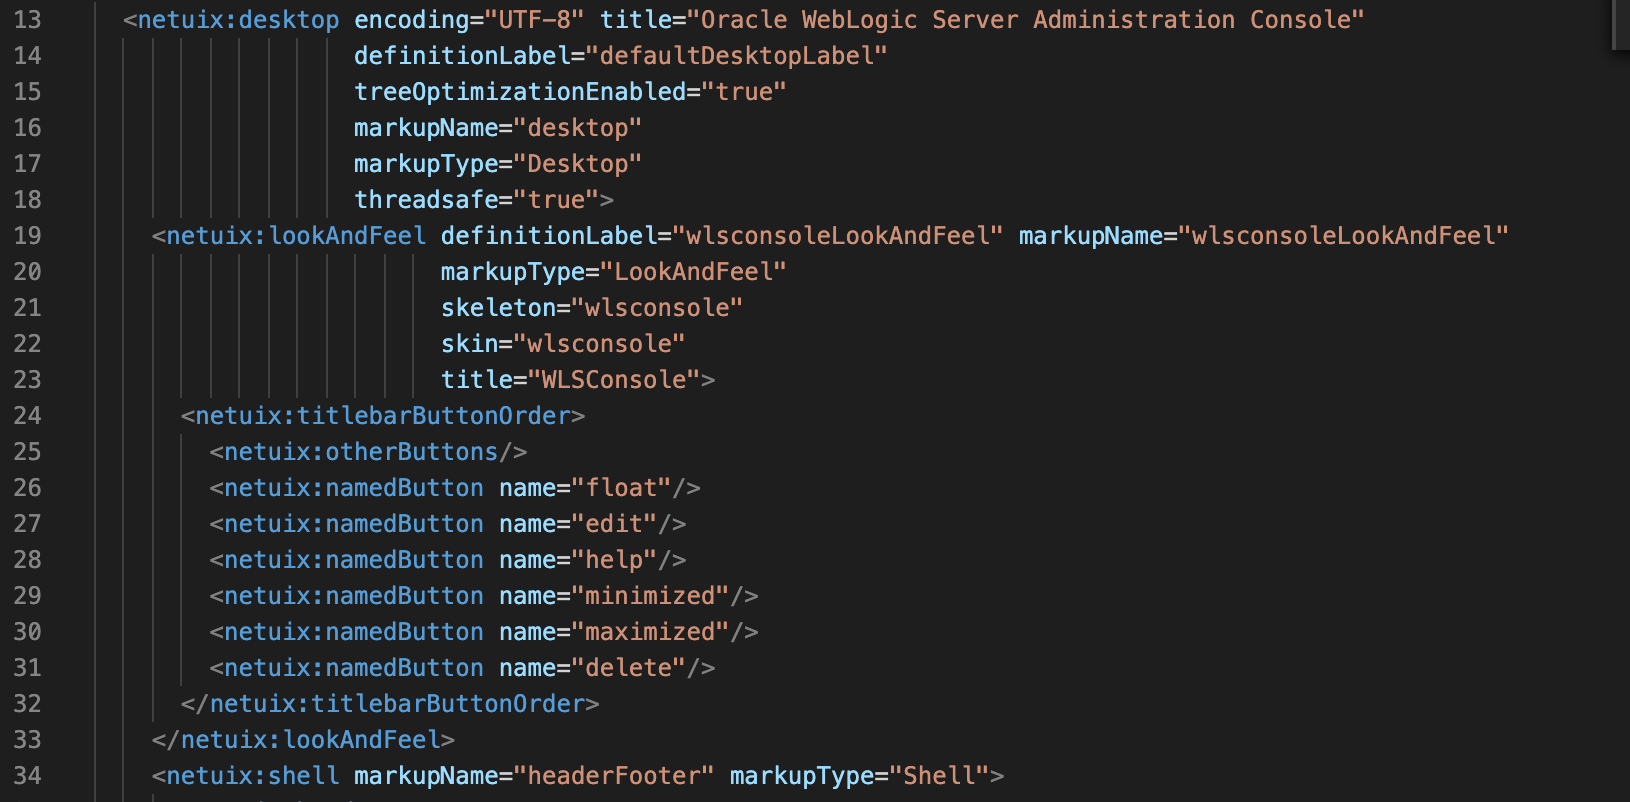 13 <netuix:desktop encoding="UTF-8" title="Oracle WebLogic Server Administration Console"
14 definitionLabel="defaultDesktopLabel"
15 treeOptimizationEnabled="true"
16 markupName="desktop"
17 markupType="Desktop"
18 threadsafe="true">
19 <netuix:lookAndFeel definitionLabel="wlsconsoleLookAndFeel" markupName="wlsconsoleLookAndFeel"
20 markupType="LookAndFeel"
21 skeleton="wlsconsole"
22 skin="wlsconsole"
23 title="WLSConsole">
24 <netuix:titlebarButtonOrder>
25 <netuix:otherButtons/>
26 <netuix:namedButton name="float"/>
27 <netuix:namedButton name="edit"/>
28 <netuix:namedButton name="help"/>
29 <netuix:namedButton name="minimized"/>
30 <netuix:namedButton name="maximized"/>
31 <netuix:namedButton name="delete"/>
32 </netuix:titlebarButtonOrder>
33 </netuix:lookAndFeel>
34 <netuix:shell markupName="headerFooter" markupType="Shell">